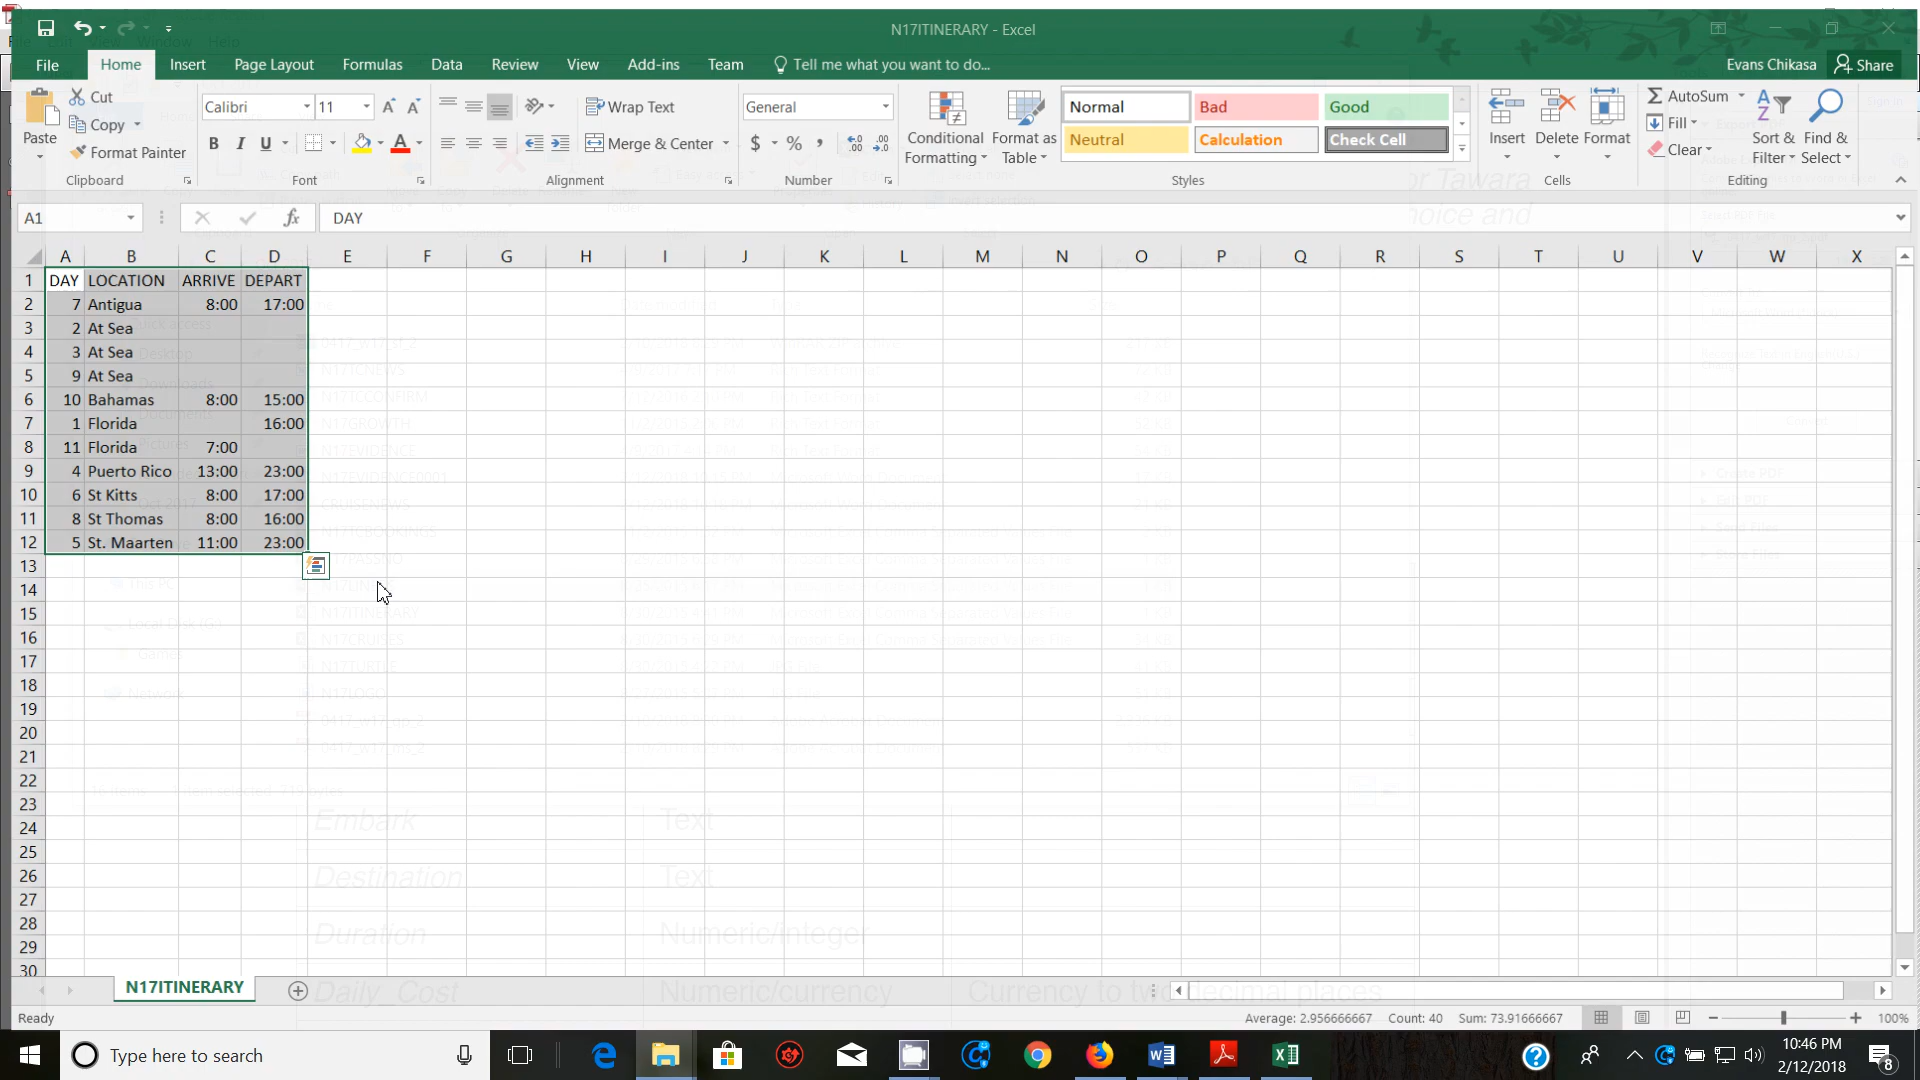 N17ITINERARY - Excel
File Home Insert Page Layout Formulas Data Review View Add-ins Team Tell me what you want to do... Evans Chikasa Share
Paste
Cut
Copy
Format Painter
Clipboard
Calibri 11
B I U
Font
Wrap Text
Merge & Center
Alignment
General
$ % ,
Number
Conditional Formatting
Format as Table
Normal Bad Good
Neutral Calculation Check Cell
Styles
Insert Delete Format
Cells
AutoSum
Fill
Clear
Sort & Filter
Find & Select
Editing
A1 fx DAY
A B C D E F G H I J K L M N O P Q R S T U V W X
1 DAY LOCATION ARRIVE DEPART
2 7 Antigua 8:00 17:00
3 2 At Sea
4 3 At Sea
5 9 At Sea
6 10 Bahamas 8:00 15:00
7 1 Florida 16:00
8 11 Florida 7:00
9 4 Puerto Rico 13:00 23:00
10 6 St Kitts 8:00 17:00
11 8 St Thomas 8:00 16:00
12 5 St. Maarten 11:00 23:00
13
14
15
16
17
18
19
20
21
22
23
24
25
26
27
28
29
30
Embark Text
Destination Text
Duration Numeric/Integer
Daily_Cost Numeric/currency Currency to two decimal places
N17ITINERARY
Ready Average: 2.956666667 Count: 40 Sum: 73.91666667 100%
Type here to search
10:46 PM
2/12/2018
8